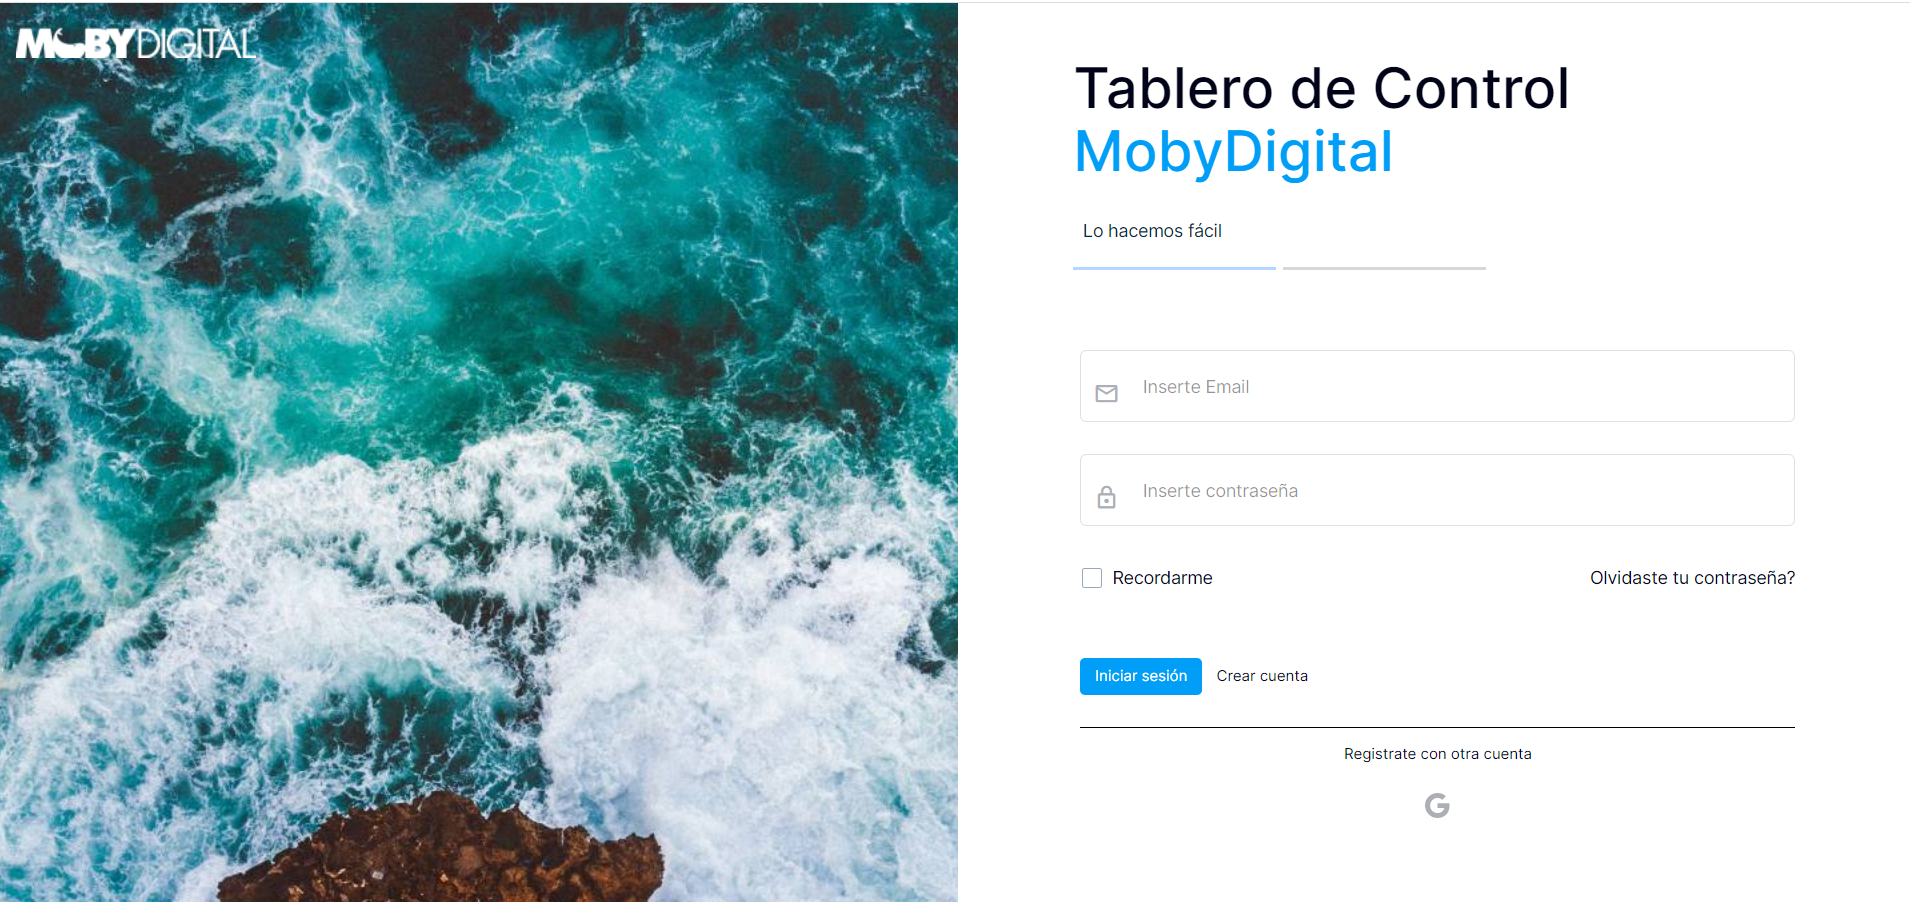 MOBYDIGITAL
Tablero de Control
MobyDigital
Lo hacemos fácil
Inserte Email
Inserte contraseña
Recordarme
Olvidaste tu contraseña?
Iniciar sesión
Crear cuenta
Registrate con otra cuenta
G